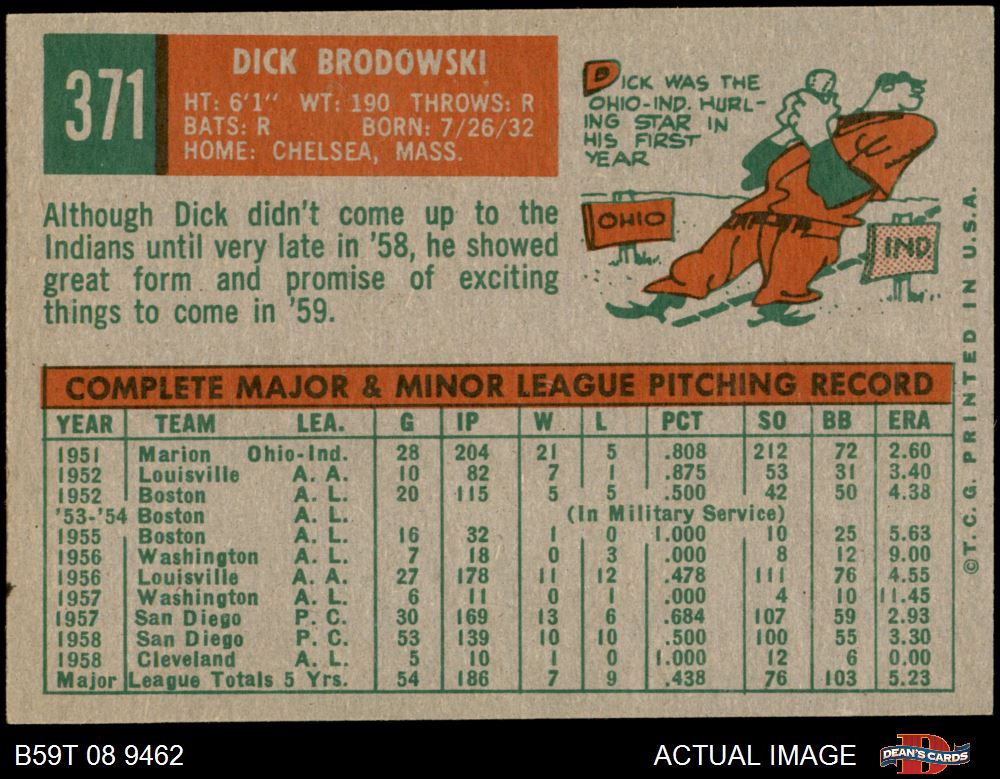 371
DICK BRODOWSKI
HT: 6'1" WT: 190 THROWS: R
BATS: R BORN: 7/26/32
HOME: CHELSEA, MASS.
DICK WAS THE
OHIO-IND. HURL-
ING STAR IN
HIS FIRST
YEAR
OHIO
IND
Although Dick didn't come up to the
Indians until very late in '58, he showed
great form and promise of exciting
things to come in '59.
COMPLETE MAJOR & MINOR LEAGUE PITCHING RECORD
YEAR TEAM LEA. G IP W L PCT SO BB ERA
1951 Marion Ohio-Ind. 28 204 21 5 .808 212 72 2.60
1952 Louisville A. A. 10 82 7 1 .875 53 31 3.40
1952 Boston A. L. 20 115 5 5 .500 42 50 4.38
'53-'54 Boston A. L. (In Military Service)
1955 Boston A. L. 16 32 1 0 1.000 10 25 5.63
1956 Washington A. L. 7 18 0 3 .000 8 12 9.00
1956 Louisville A. A. 27 178 11 12 .478 111 76 4.55
1957 Washington A. L. 6 11 0 1 .000 4 10 11.45
1957 San Diego P. C. 30 169 13 6 .684 107 59 2.93
1958 San Diego P. C. 53 139 10 10 .500 100 55 3.30
1958 Cleveland A. L. 5 10 1 0 1.000 12 6 0.00
Major League Totals 5 Yrs. 54 186 7 9 .438 76 103 5.23
© T. C. G. PRINTED IN U.S.A.
B59T 08 9462
ACTUAL IMAGE
DEAN'S CARDS